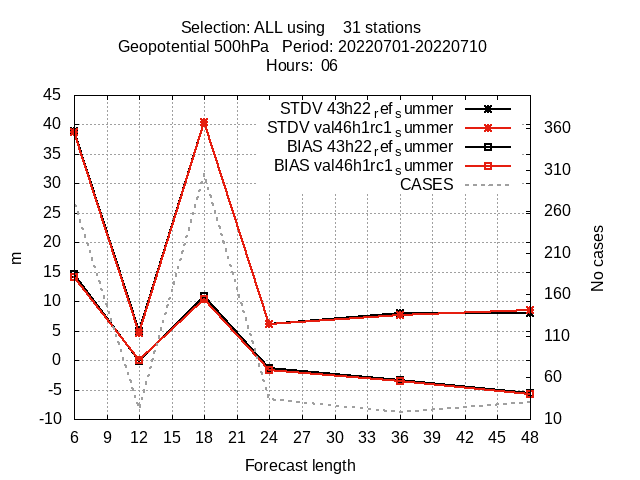 Selection: ALL using    31 stations
Geopotential 500hPa   Period: 20220701-20220710
Hours:  06
STDV 43h22_ref_summer
STDV val46h1rc1_summer
BIAS 43h22_ref_summer
BIAS val46h1rc1_summer
CASES
45
40
35
30
25
20
15
10
5
0
-5
-10
m
360
310
260
210
160
110
60
10
No cases
6 9 12 15 18 21 24 27 30 33 36 39 42 45 48
Forecast length